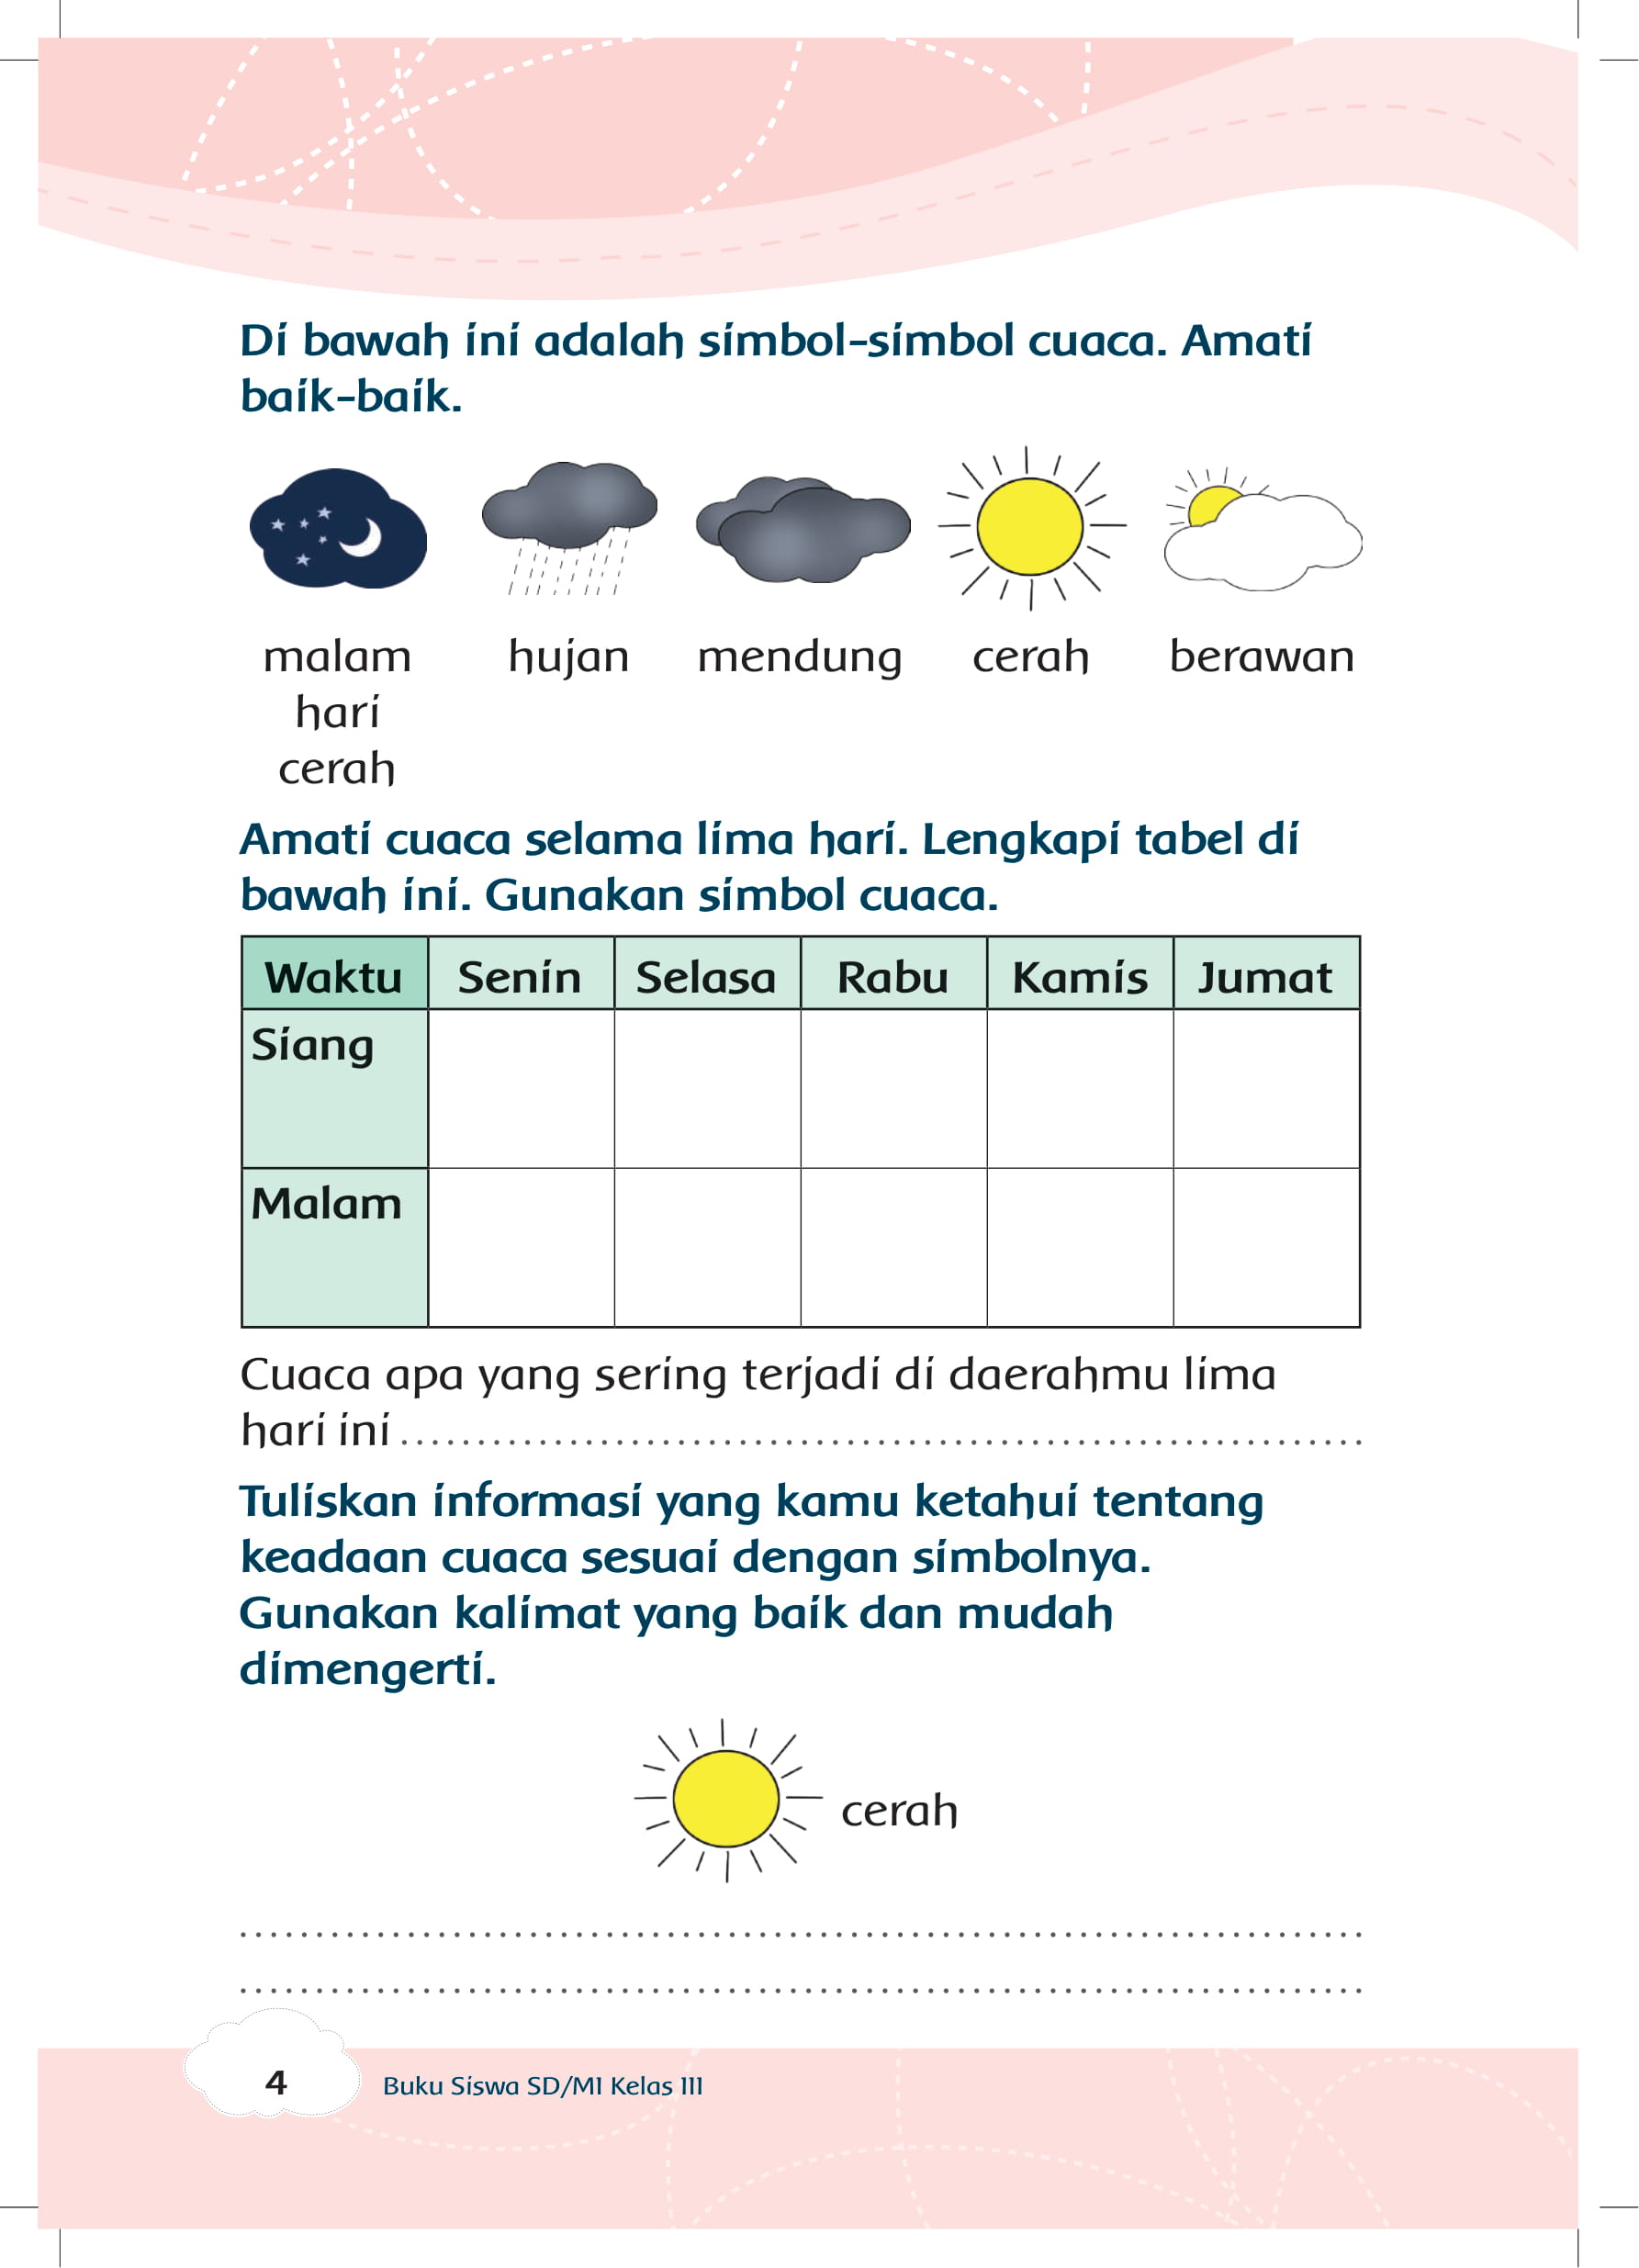 Di bawah ini adalah simbol-simbol cuaca. Amati
baik-baik.
malam hujan mendung cerah berawan
hari
cerah
Amati cuaca selama lima hari. Lengkapi tabel di
bawah ini. Gunakan simbol cuaca.
Waktu Senin Selasa Rabu Kamis Jumat
Siang
Malam
Cuaca apa yang sering terjadi di daerahmu lima
hari ini ................................................................
Tuliskan informasi yang kamu ketahui tentang
keadaan cuaca sesuai dengan simbolnya.
Gunakan kalimat yang baik dan mudah
dimengerti.
cerah
4 Buku Siswa SD/MI Kelas III